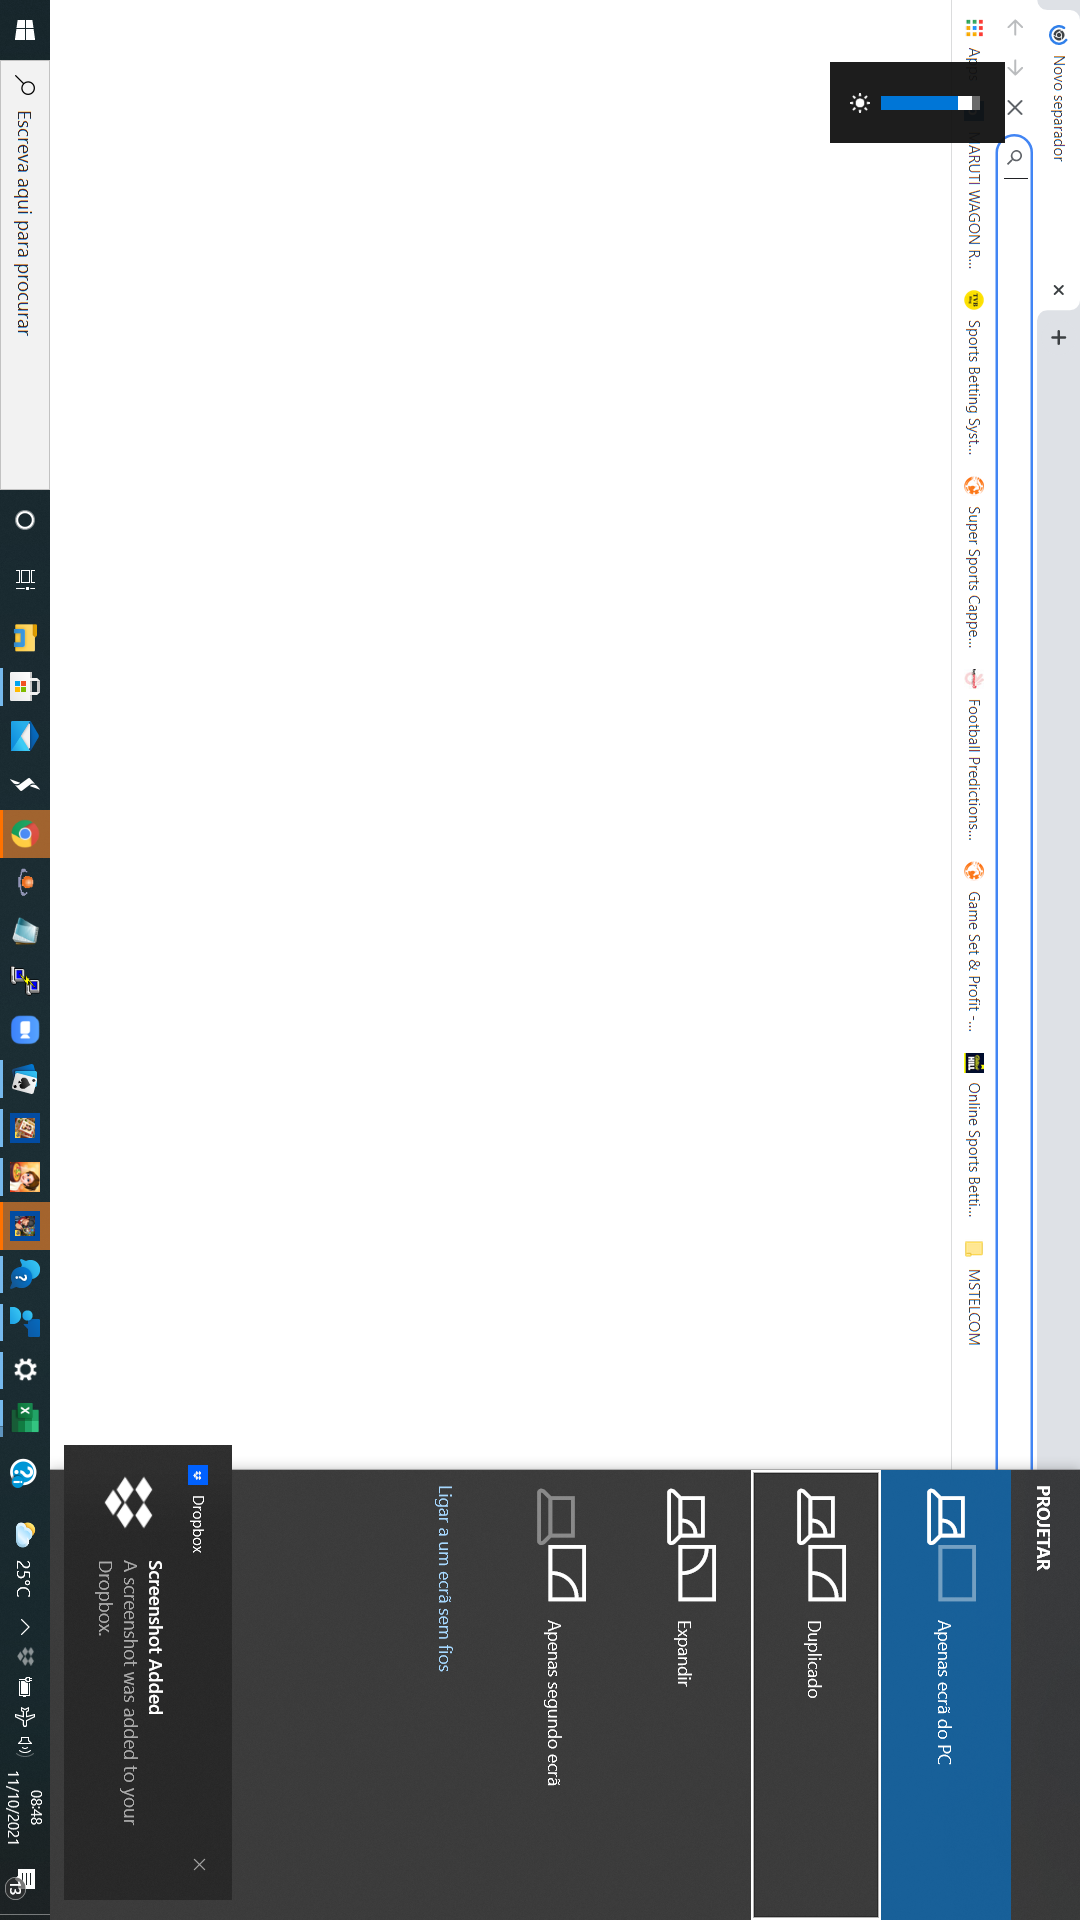 Novo separador
Apps
MARUTI WAGON R...
Sports Betting Syst...
Super Sports Cappe...
Football Predictions...
Game Set & Profit -...
Online Sports Betti...
MSTELCOM
PROJETAR
Apenas ecrã do PC
Duplicado
Expandir
Apenas segundo ecrã
Ligar a um ecrã sem fios
Dropbox
Screenshot Added
A screenshot was added to your
Dropbox.
Escreva aqui para procurar
25°C
08:48
11/10/2021
13